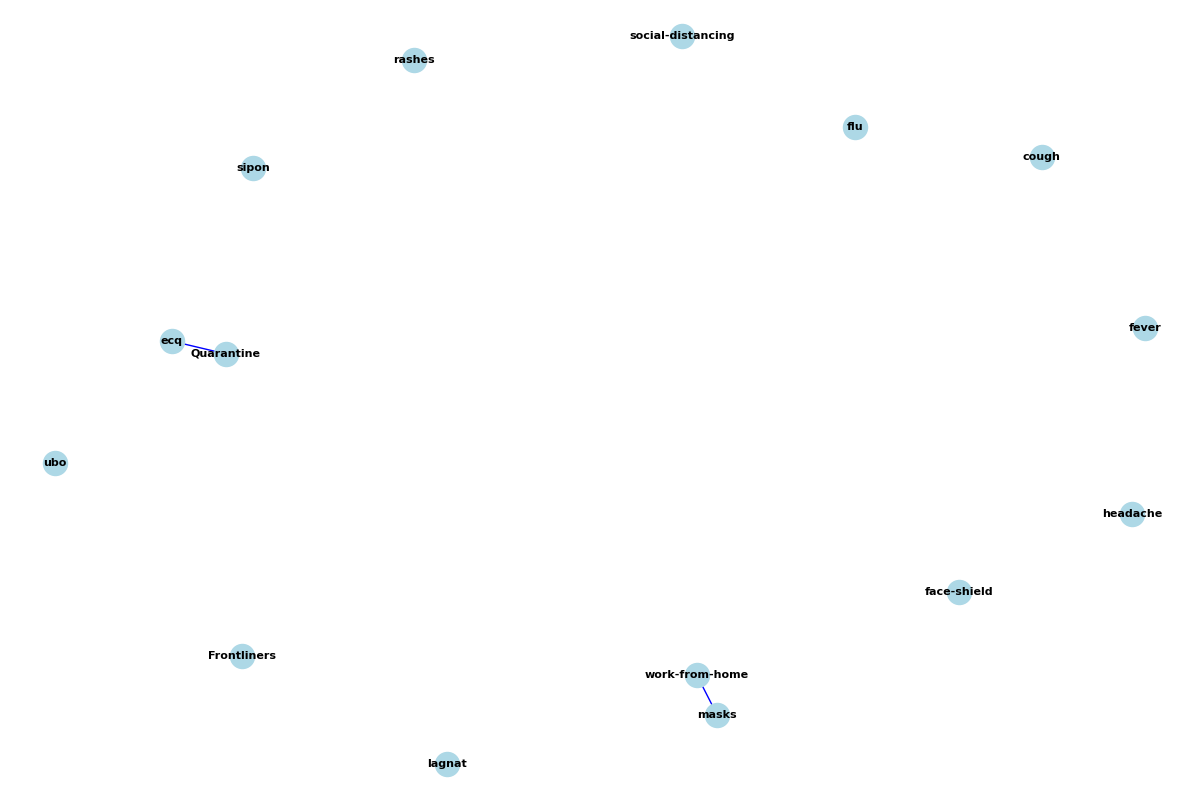 social-distancing
rashes
flu
cough
sipon
fever
ecq
Quarantine
ubo
headache
face-shield
Frontliners
work-from-home
masks
lagnat